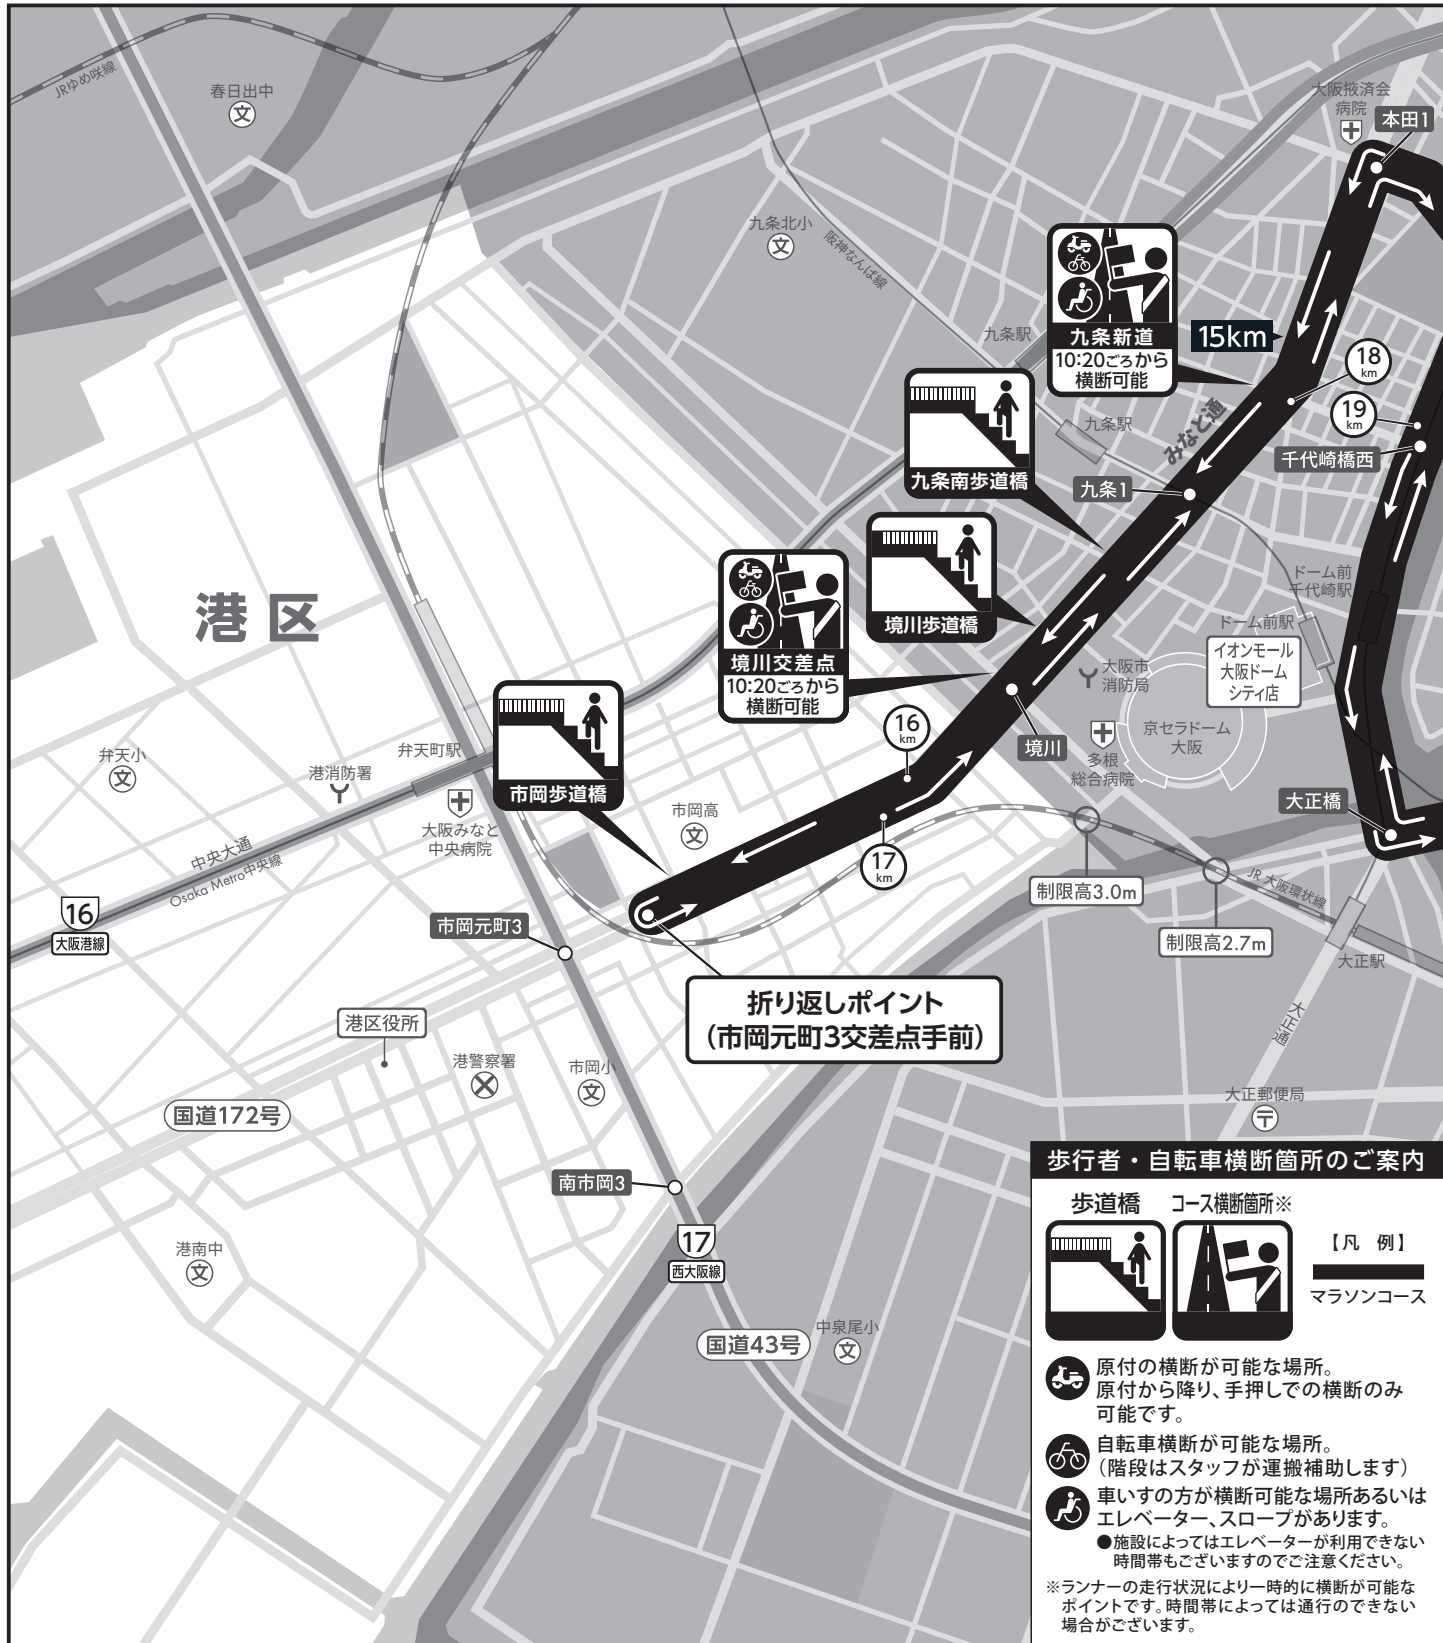 JRゆめ咲線
春日出中
文
大阪掖済会
病院
本田1
九条北小
文
阪神なんば線
九条新道
10:20ごろから
横断可能
九条駅
15km
18
km
19
km
千代崎橋西
みなと通
九条駅
九条南歩道橋
九条1
境川歩道橋
ドーム前
千代崎駅
ドーム前駅
イオンモール
大阪ドーム
シティ店
港区
境川交差点
10:20ごろから
横断可能
大阪市
消防局
京セラドーム
大阪
境川
多根
総合病院
16
km
17
km
弁天小
文
港消防署
弁天町駅
市岡歩道橋
大阪みなと
中央病院
市岡高
文
大正橋
中央大通
Osaka Metro中央線
16
大阪港線
市岡元町3
制限高3.0m
JR大阪環状線
制限高2.7m
大正駅
折り返しポイント
(市岡元町3交差点手前)
港区役所
港警察署
市岡小
文
大正通
国道172号
大正郵便局
〒
南市岡3
17
西大阪線
港南中
文
国道43号
中泉尾小
文
歩行者・自転車横断箇所のご案内
歩道橋
コース横断箇所※
【凡 例】
マラソンコース
原付の横断が可能な場所。
原付から降り、手押しでの横断のみ
可能です。
自転車横断が可能な場所。
(階段はスタッフが運搬補助します)
車いすの方が横断可能な場所あるいは
エレベーター、スロープがあります。
●施設によってはエレベーターが利用できない
時間帯もございますのでご注意ください。
※ランナーの走行状況により一時的に横断が可能な
ポイントです。時間帯によっては通行のできない
場合がございます。